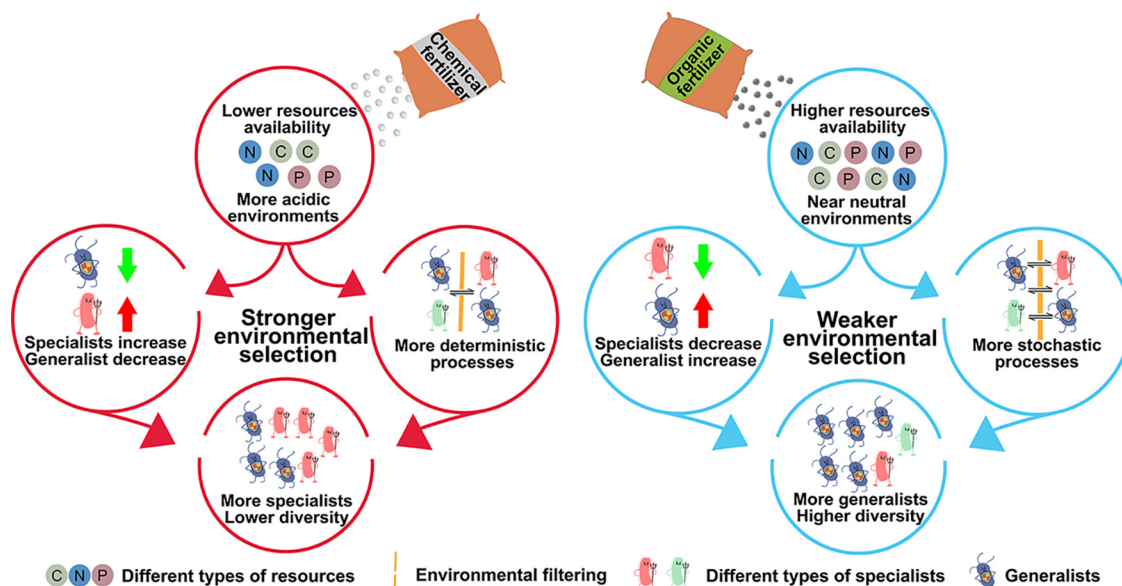 Chemical
fertilizer
Lower resources
availability
N C C
N P P
More acidic
environments
Specialists increase
Generalist decrease
Stronger
environmental
selection
More deterministic
processes
More specialists
Lower diversity
Organic
fertilizer
Higher resources
availability
N C P N P
C P C N
Near neutral
environments
Specialists decrease
Generalist increase
Weaker
environmental
selection
More stochastic
processes
More generalists
Higher diversity
C N P Different types of resources
Environmental filtering
Different types of specialists
Generalists